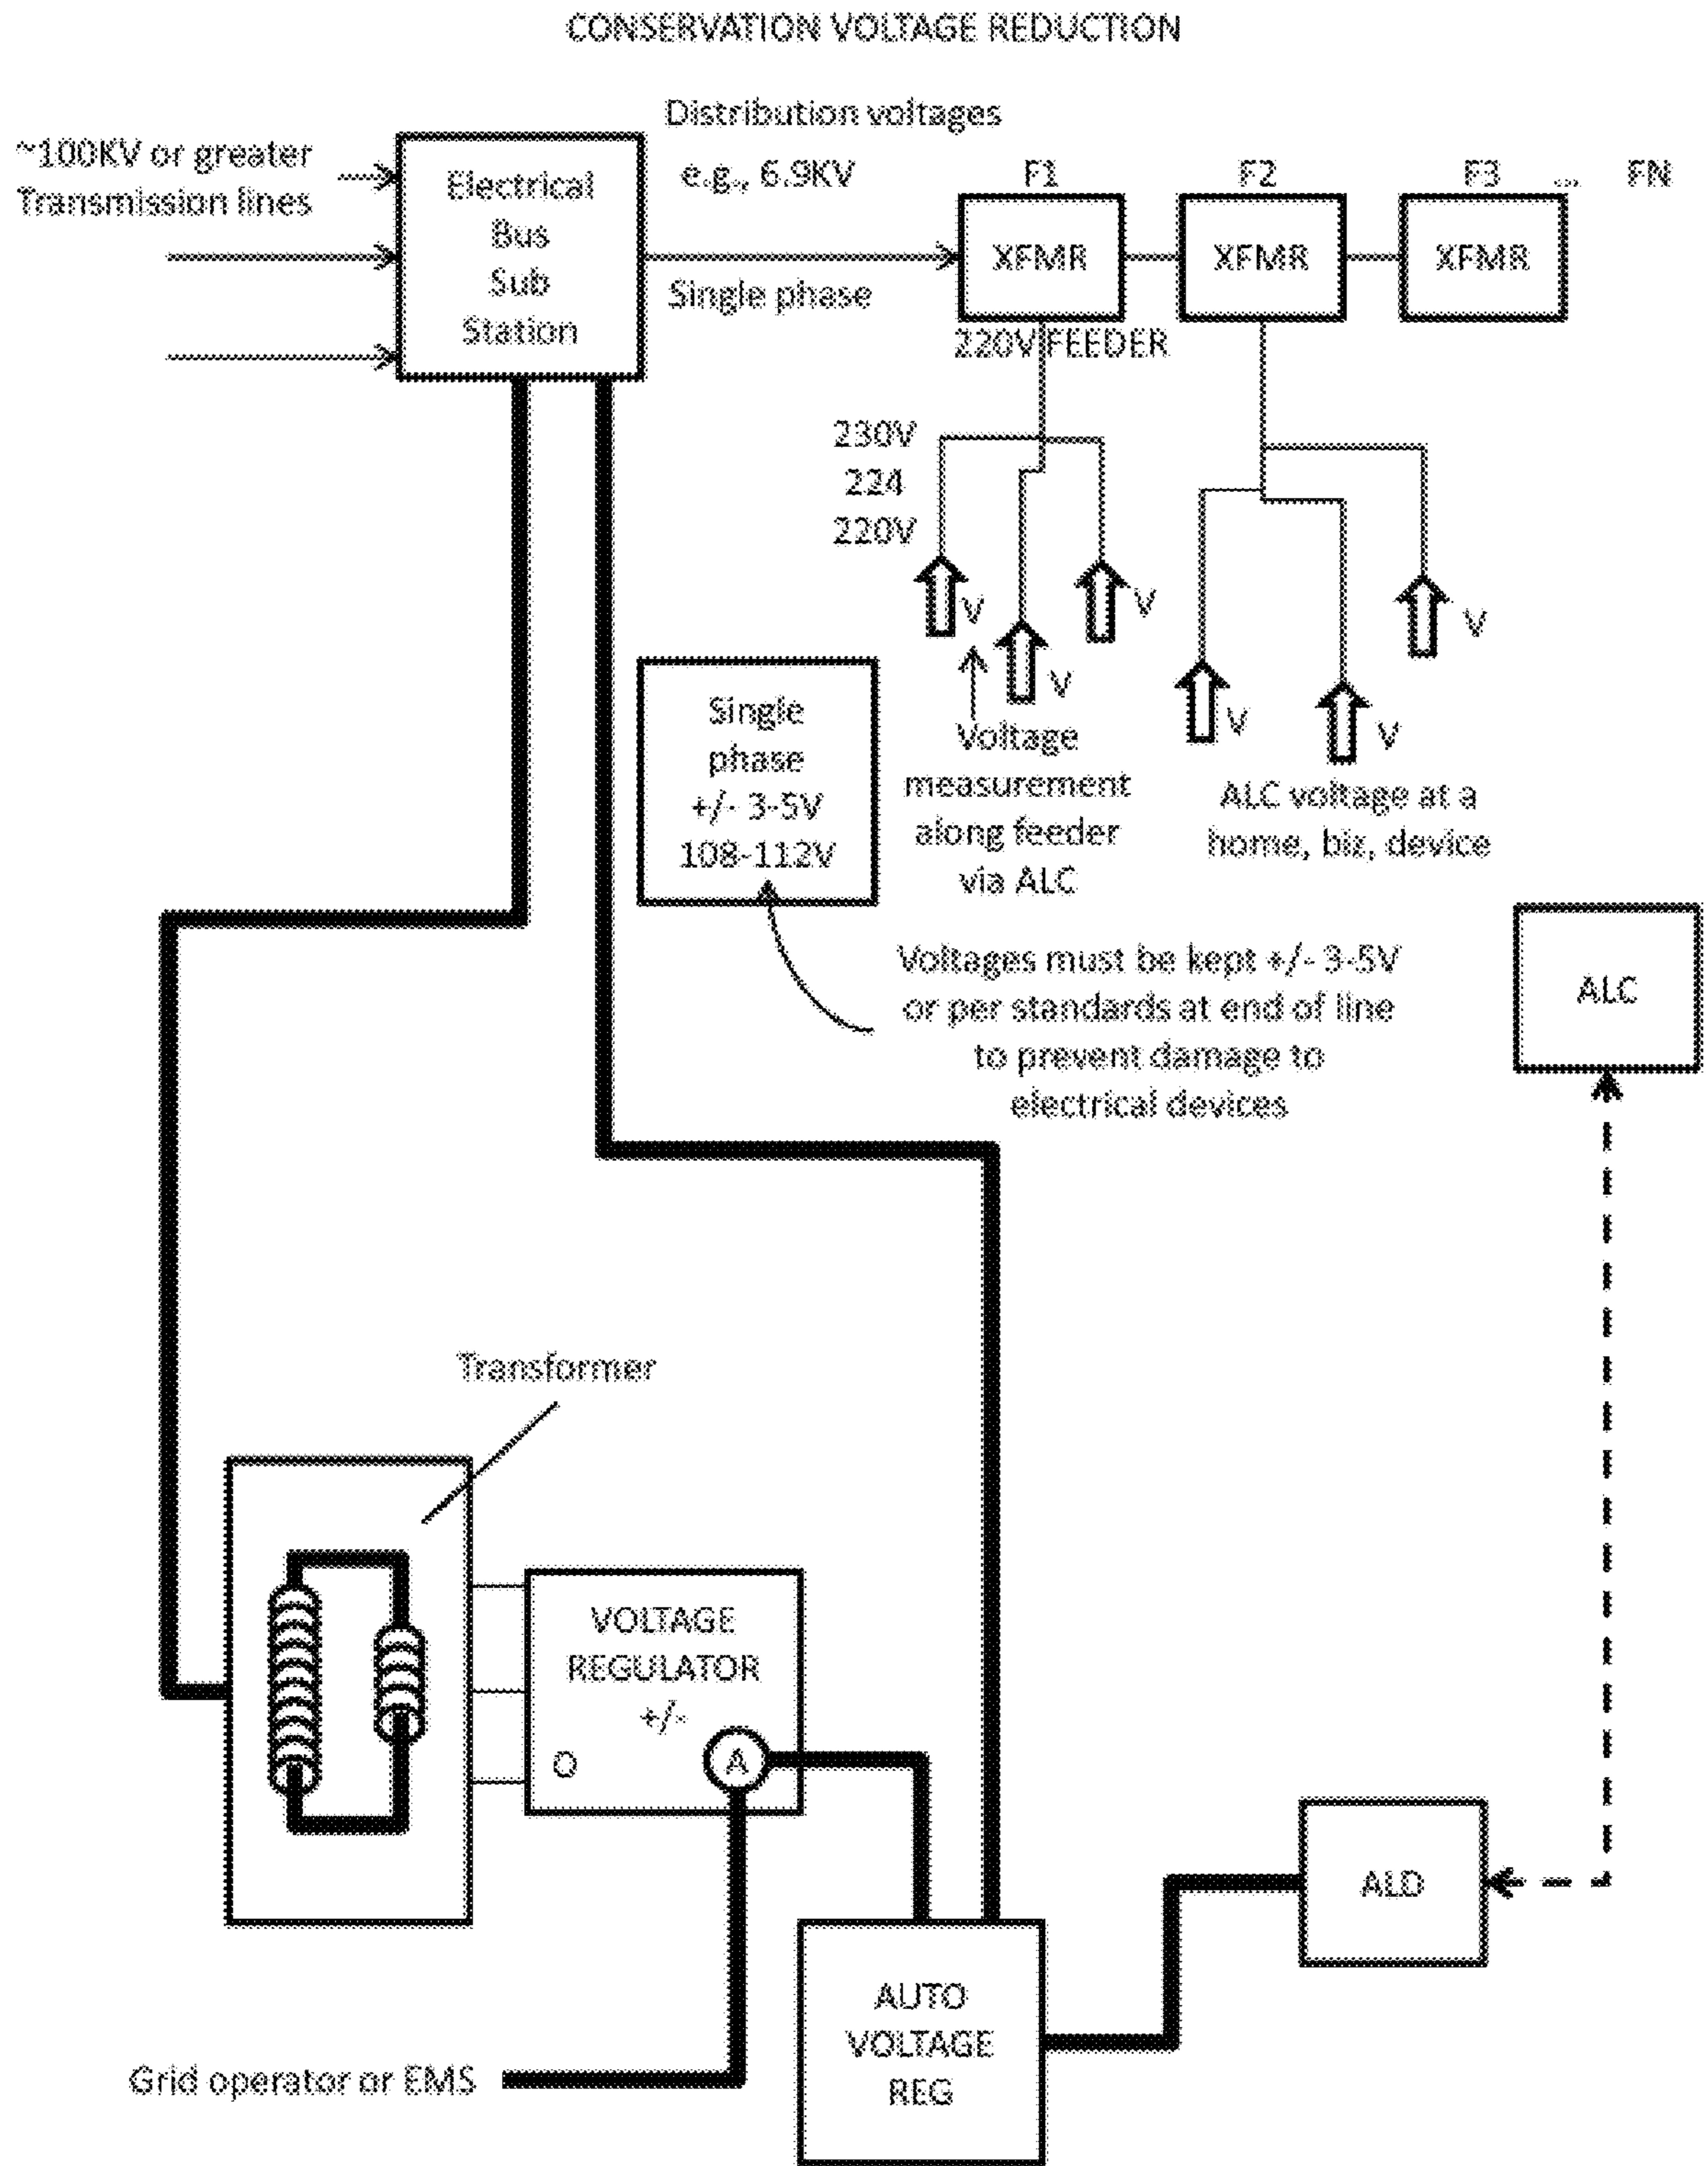 CONSERVATION VOLTAGE REDUCTION
Distribution voltages
e.g., 6.9KV
~100KV or greater
Transmission lines
Electrical
Bus
Sub
Station
Single phase
F1
F2
F3
...
FN
XFMR
XFMR
XFMR
220V FEEDER
230V
224
220V
V
V
V
V
V
V
Single
phase
+/- 3-5V
108-112V
Voltage
measurement
along feeder
via ALC
ALC voltage at a
home, biz, device
Voltages must be kept +/- 3-5V
or per standards at end of line
to prevent damage to
electrical devices
ALC
Transformer
VOLTAGE
REGULATOR
+/-
O
A
ALD
AUTO
VOLTAGE
REG
Grid operator or EMS